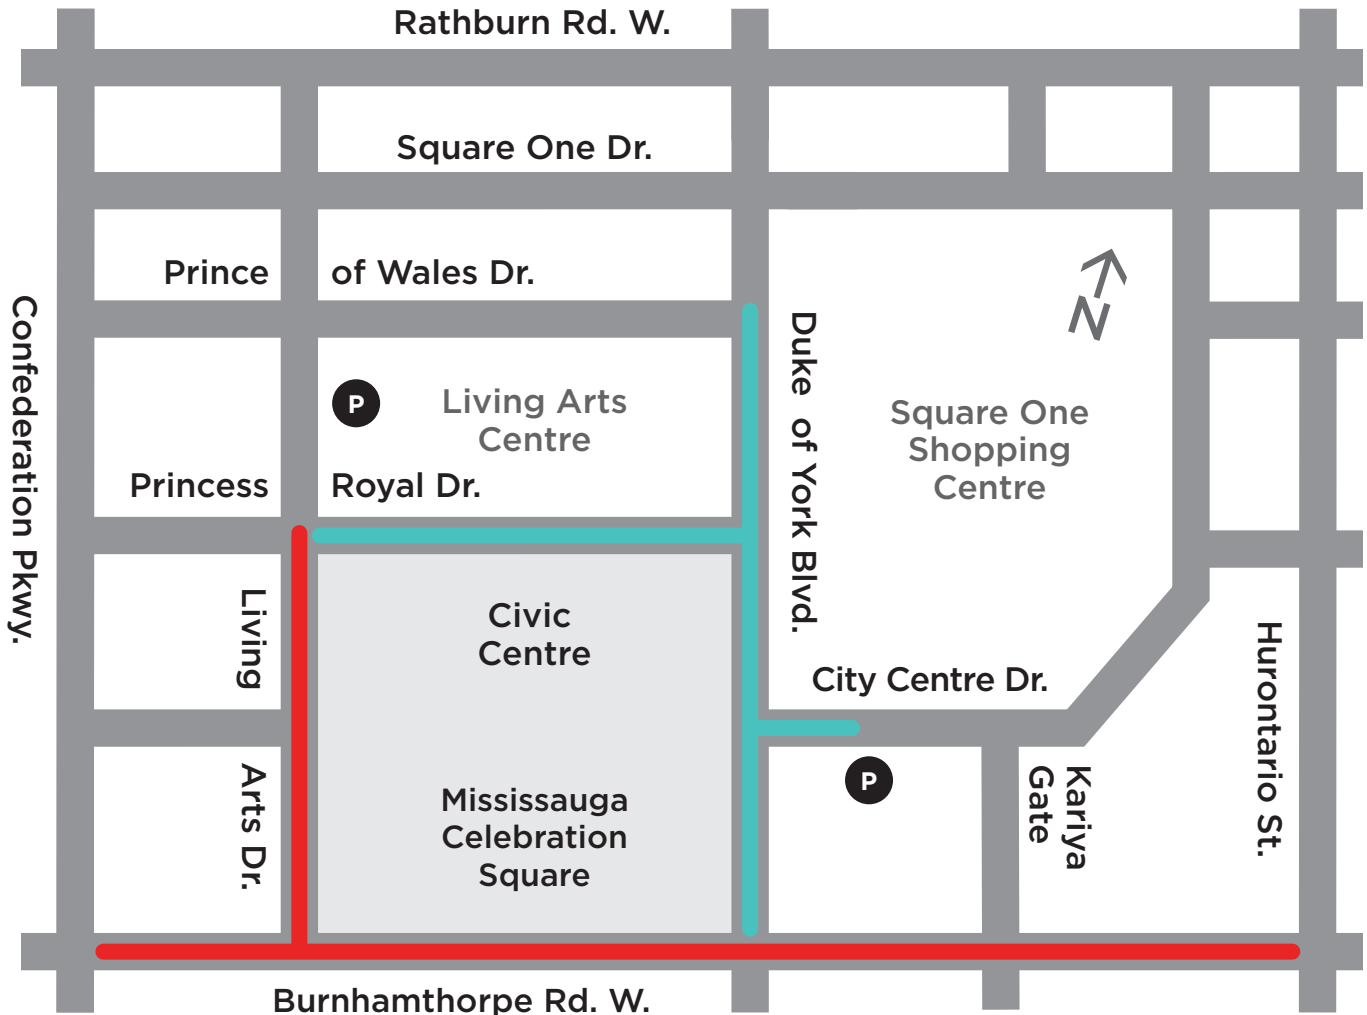 Rathburn Rd. W.
Square One Dr.
Prince of Wales Dr.
Confederation Pkwy.
Duke of York Blvd.
N
P
Living Arts
Centre
Square One
Shopping
Centre
Princess Royal Dr.
Living Arts Dr.
Civic
Centre
City Centre Dr.
Hurontario St.
P
Kariya
Gate
Mississauga
Celebration
Square
Burnhamthorpe Rd. W.